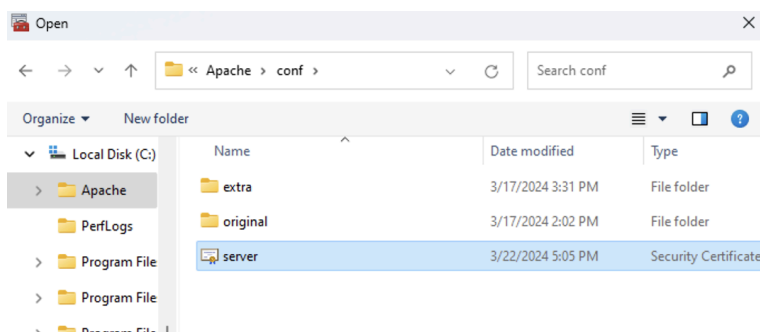 Open
« Apache > conf >
Search conf
Organize
New folder
Local Disk (C:)
Name
Date modified
Type
Apache
extra
3/17/2024 3:31 PM
File folder
PerfLogs
original
3/17/2024 2:02 PM
File folder
Program File
server
3/22/2024 5:05 PM
Security Certificate
Program File